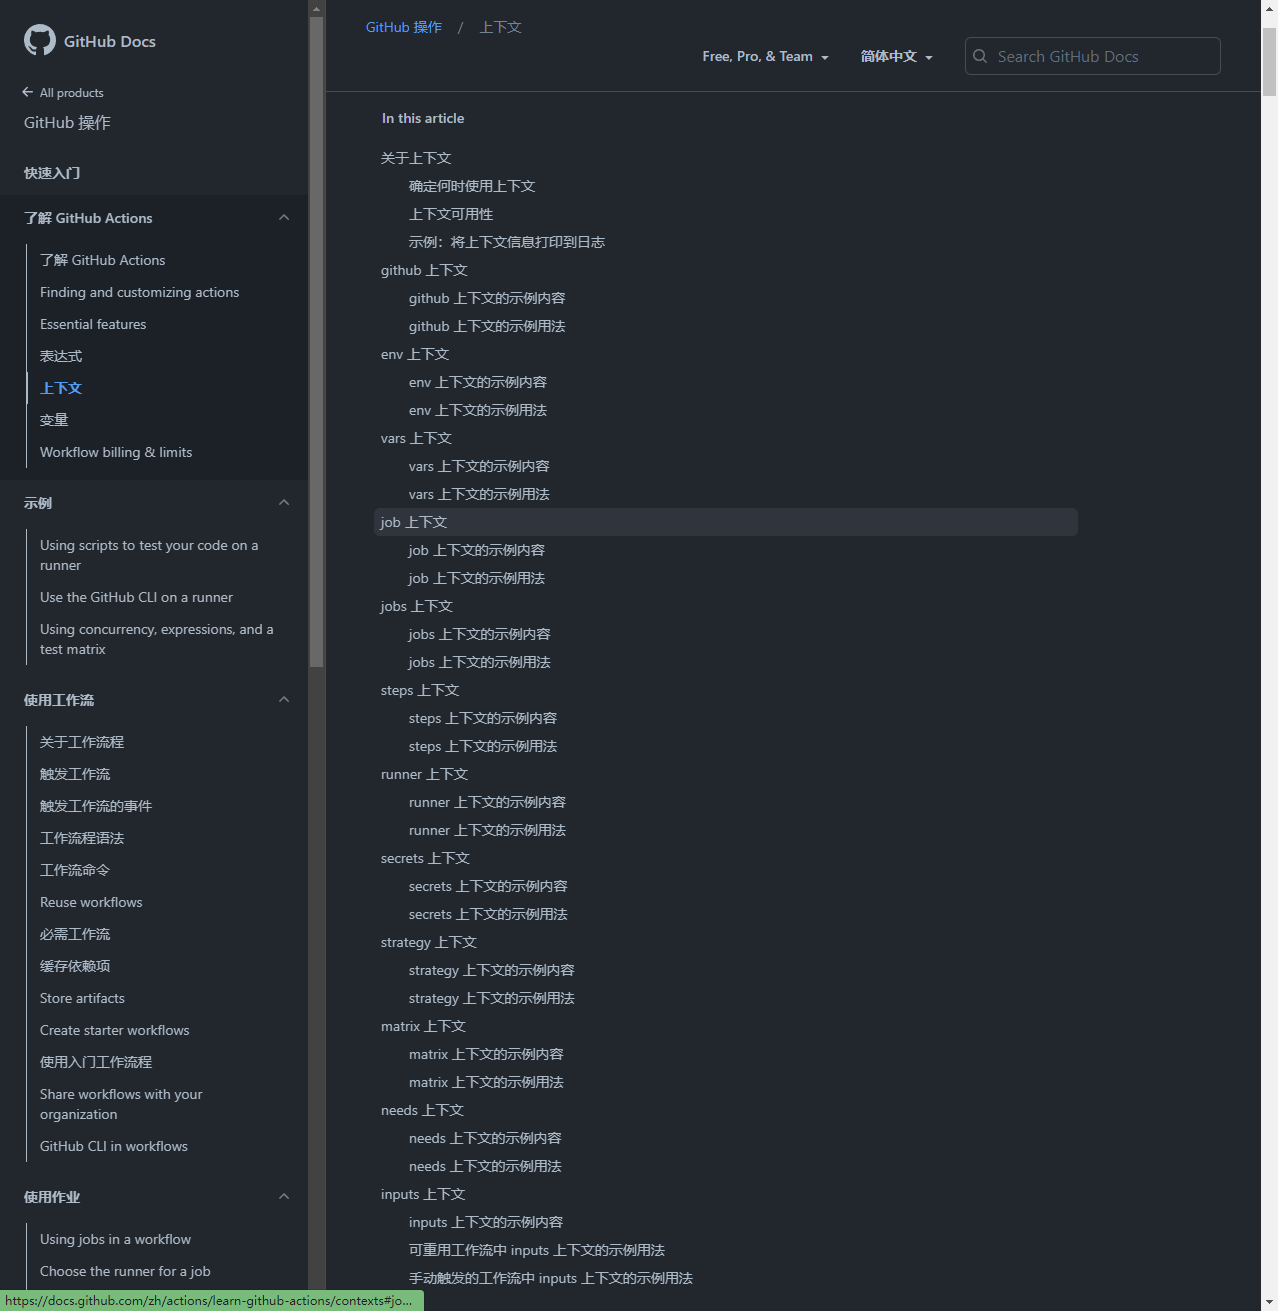 GitHub Docs
All products
GitHub 操作
快速入门
了解 GitHub Actions
了解 GitHub Actions
Finding and customizing actions
Essential features
表达式
上下文
变量
Workflow billing & limits
示例
Using scripts to test your code on a
runner
Use the GitHub CLI on a runner
Using concurrency, expressions, and a
test matrix
使用工作流
关于工作流程
触发工作流
触发工作流的事件
工作流程语法
工作流命令
Reuse workflows
必需工作流
缓存依赖项
Store artifacts
Create starter workflows
使用入门工作流程
Share workflows with your
organization
GitHub CLI in workflows
使用作业
Using jobs in a workflow
Choose the runner for a job
GitHub 操作 / 上下文
Free, Pro, & Team
简体中文
Search GitHub Docs
In this article
关于上下文
确定何时使用上下文
上下文可用性
示例：将上下文信息打印到日志
github 上下文
github 上下文的示例内容
github 上下文的示例用法
env 上下文
env 上下文的示例内容
env 上下文的示例用法
vars 上下文
vars 上下文的示例内容
vars 上下文的示例用法
job 上下文
job 上下文的示例内容
job 上下文的示例用法
jobs 上下文
jobs 上下文的示例内容
jobs 上下文的示例用法
steps 上下文
steps 上下文的示例内容
steps 上下文的示例用法
runner 上下文
runner 上下文的示例内容
runner 上下文的示例用法
secrets 上下文
secrets 上下文的示例内容
secrets 上下文的示例用法
strategy 上下文
strategy 上下文的示例内容
strategy 上下文的示例用法
matrix 上下文
matrix 上下文的示例内容
matrix 上下文的示例用法
needs 上下文
needs 上下文的示例内容
needs 上下文的示例用法
inputs 上下文
inputs 上下文的示例内容
可重用工作流中 inputs 上下文的示例用法
手动触发的工作流中 inputs 上下文的示例用法
https://docs.github.com/zh/actions/learn-github-actions/contexts#jo...